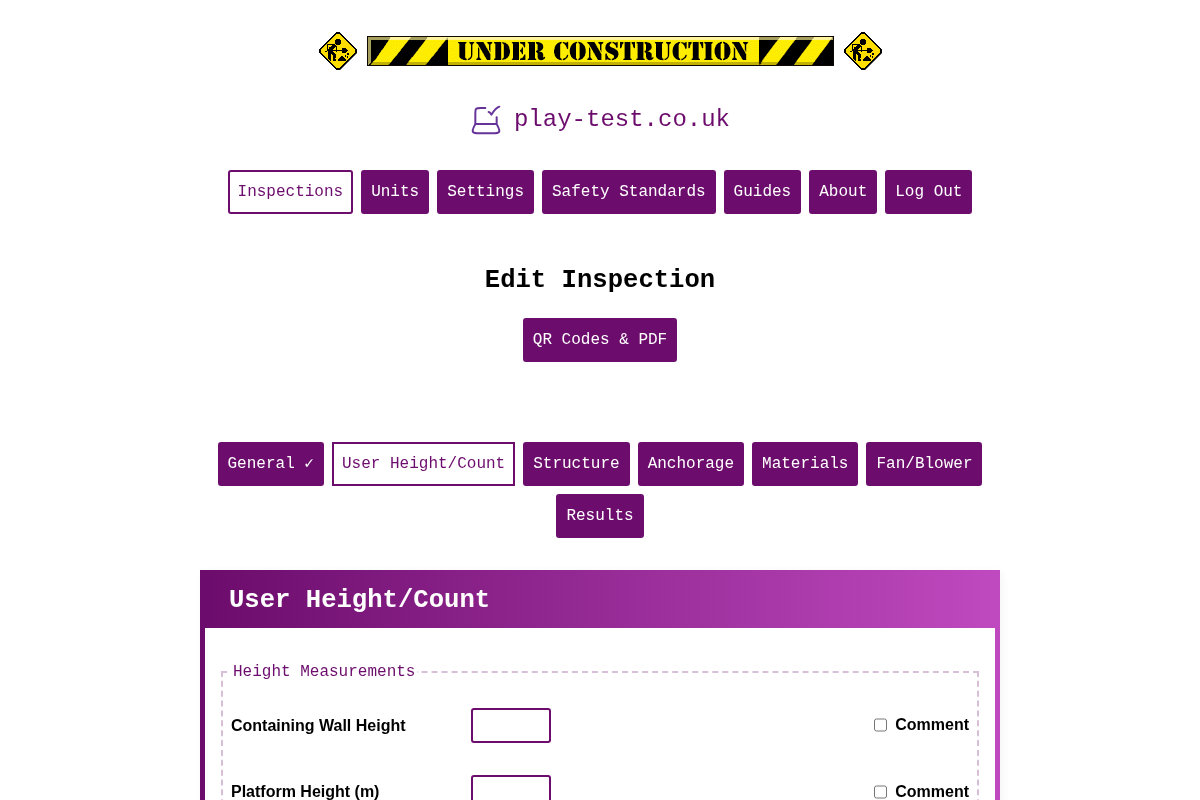 UNDER CONSTRUCTION
play-test.co.uk
Inspections Units Settings Safety Standards Guides About Log Out
Edit Inspection
QR Codes & PDF
General ✓ User Height/Count Structure Anchorage Materials Fan/Blower
Results
User Height/Count
Height Measurements
Containing Wall Height Comment
Platform Height (m) Comment